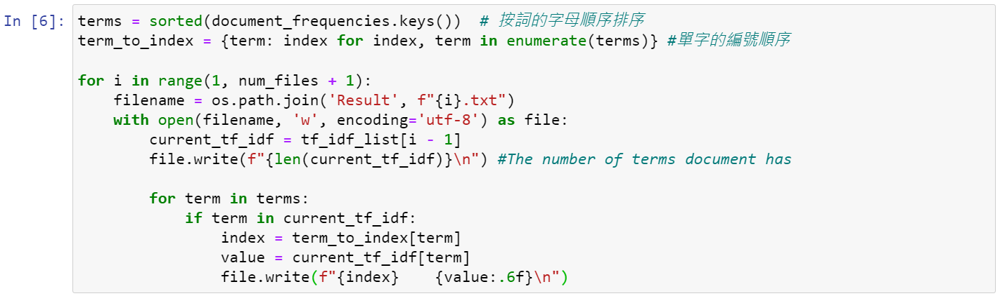 In [6]: terms = sorted(document_frequencies.keys())  # 按詞的字母順序排序
term_to_index = {term: index for index, term in enumerate(terms)} #單字的編號順序

for i in range(1, num_files + 1):
    filename = os.path.join('Result', f"{i}.txt")
    with open(filename, 'w', encoding='utf-8') as file:
        current_tf_idf = tf_idf_list[i - 1]
        file.write(f"{len(current_tf_idf)}\n") #The number of terms document has

        for term in terms:
            if term in current_tf_idf:
                index = term_to_index[term]
                value = current_tf_idf[term]
                file.write(f"{index}    {value:.6f}\n")